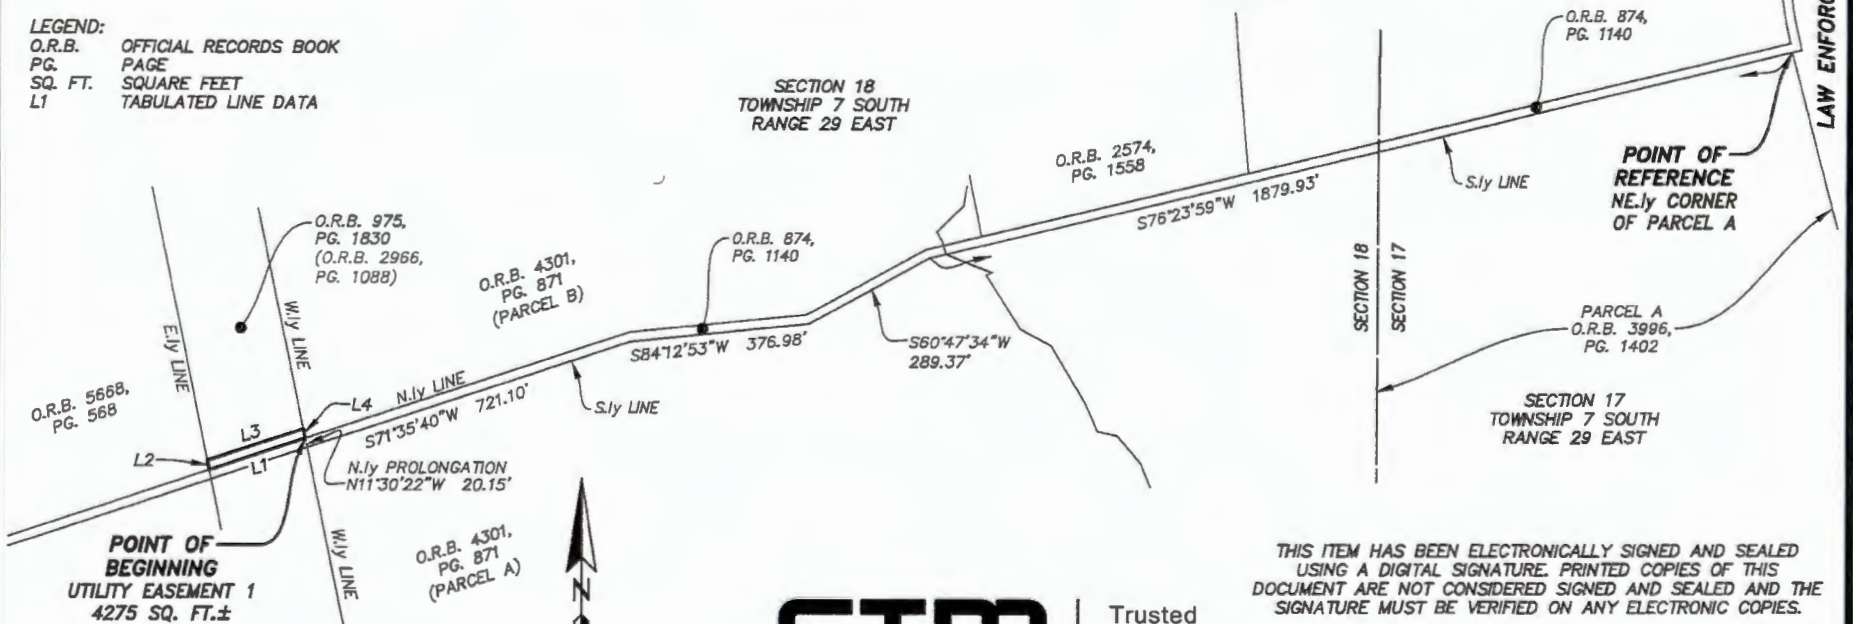 LEGEND:
O.R.B. OFFICIAL RECORDS BOOK
PG. PAGE
SQ. FT. SQUARE FEET
L1 TABULATED LINE DATA
SECTION 18
TOWNSHIP 7 SOUTH
RANGE 29 EAST
O.R.B. 874,
PG. 1140
LAW ENFORC
O.R.B. 2574,
PG. 1558
S76°23'59"W 1879.93'
S.ly LINE
POINT OF
REFERENCE
NE.ly CORNER
OF PARCEL A
O.R.B. 975,
PG. 1830
(O.R.B. 2966,
PG. 1088)
O.R.B. 4301,
PG. 871
(PARCEL B)
O.R.B. 874,
PG. 1140
SECTION 18
SECTION 17
E.ly LINE
W.ly LINE
S84°12'53"W 376.98'
S60°47'34"W
289.37'
PARCEL A
O.R.B. 3996,
PG. 1402
O.R.B. 5668,
PG. 568
N.ly LINE
S71°35'40"W 721.10'
S.ly LINE
L4
L3
L2
L1
N.ly PROLONGATION
N11°30'22"W 20.15'
SECTION 17
TOWNSHIP 7 SOUTH
RANGE 29 EAST
POINT OF
BEGINNING
UTILITY EASEMENT 1
4275 SQ. FT.±
W.ly LINE
O.R.B. 4301,
PG. 871
(PARCEL A)
N
THIS ITEM HAS BEEN ELECTRONICALLY SIGNED AND SEALED
USING A DIGITAL SIGNATURE. PRINTED COPIES OF THIS
DOCUMENT ARE NOT CONSIDERED SIGNED AND SEALED AND THE
SIGNATURE MUST BE VERIFIED ON ANY ELECTRONIC COPIES.
Trusted